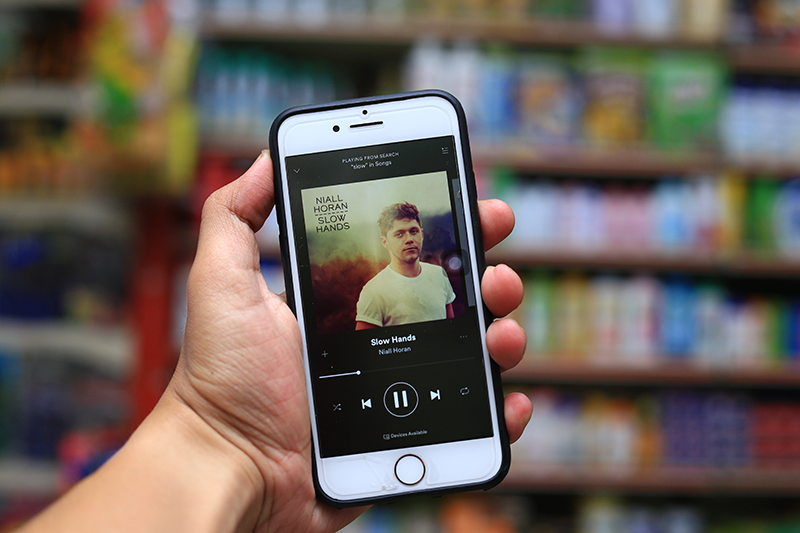 PLAYING FROM SEARCH
"slow" in Songs
NIALL
HORAN
SLOW
HANDS
Slow Hands
Niall Horan
Devices Available